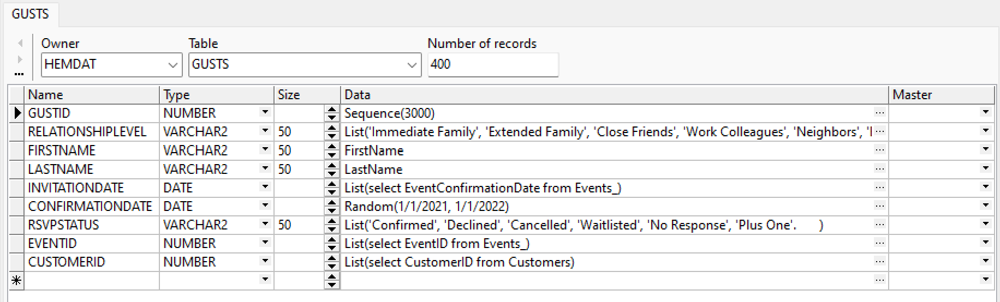 GUSTS
Owner Table Number of records
HEMDAT GUSTS 400
Name Type Size Data Master
GUSTID NUMBER Sequence(3000) ...
RELATIONSHIPLEVEL VARCHAR2 50 List('Immediate Family', 'Extended Family', 'Close Friends', 'Work Colleagues', 'Neighbors', ' ...
FIRSTNAME VARCHAR2 50 FirstName ...
LASTNAME VARCHAR2 50 LastName ...
INVITATIONDATE DATE List(select EventConfirmationDate from Events_) ...
CONFIRMATIONDATE DATE Random(1/1/2021, 1/1/2022) ...
RSVPSTATUS VARCHAR2 50 List('Confirmed', 'Declined', 'Cancelled', 'Waitlisted', 'No Response', 'Plus One'. ) ...
EVENTID NUMBER List(select EventID from Events_) ...
CUSTOMERID NUMBER List(select CustomerID from Customers) ...